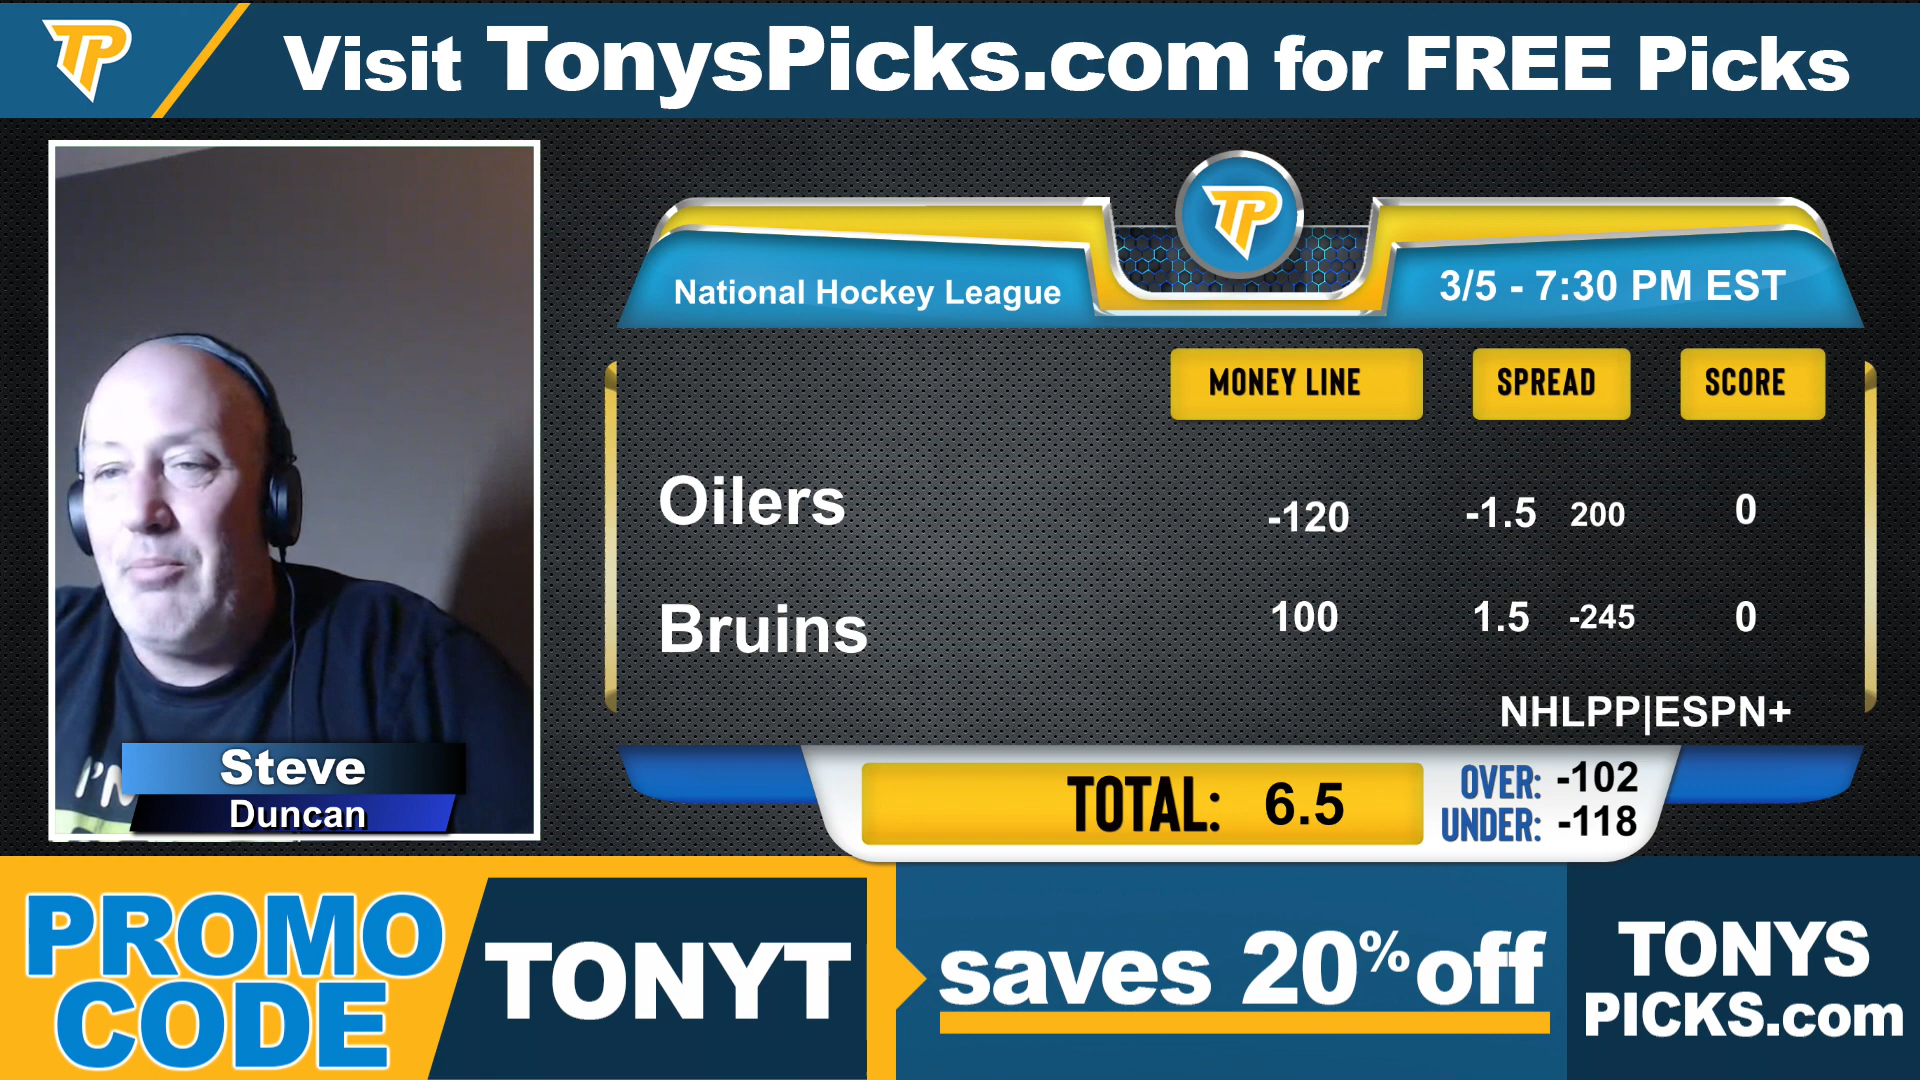 TP
Visit TonysPicks.com for FREE Picks
TP
National Hockey League
3/5 - 7:30 PM EST
MONEY LINE SPREAD SCORE
Oilers -120 -1.5 200 0
Bruins 100 1.5 -245 0
NHLPP|ESPN+
TOTAL: 6.5
OVER: -102
UNDER: -118
I'M
Steve
Duncan
PROMO
CODE
TONYT
saves 20% off
TONYS
PICKS.com